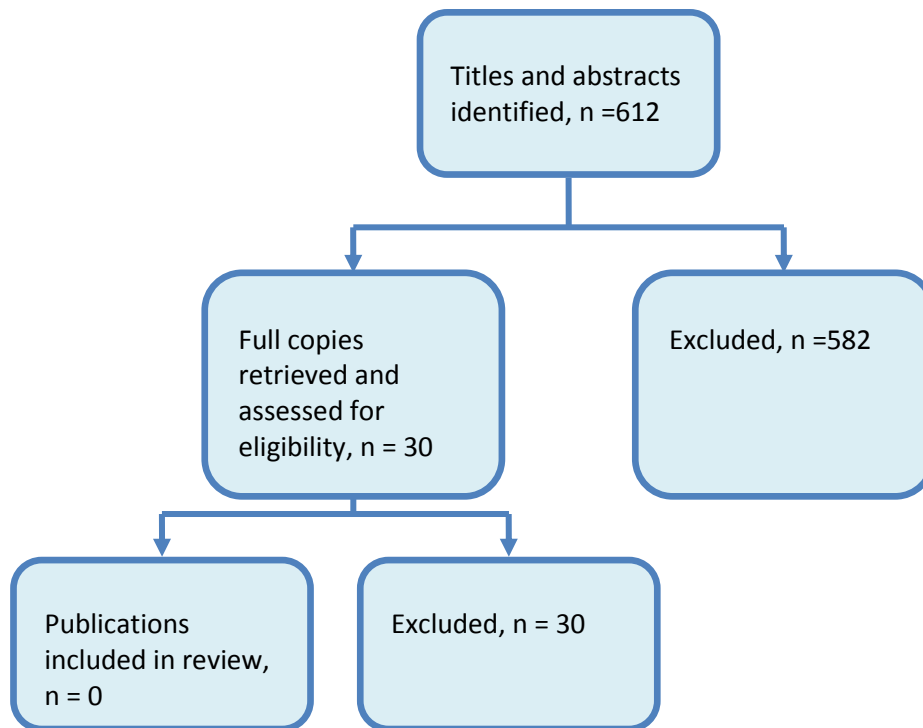 Titles and abstracts
identified, n =612
Full copies
retrieved and
assessed for
eligibility, n = 30
Excluded, n =582
Publications
included in review,
n = 0
Excluded, n = 30